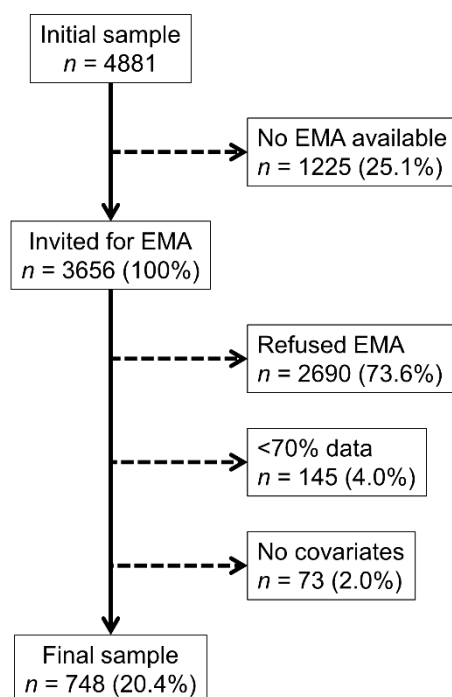 Initial sample
n = 4881
No EMA available
n = 1225 (25.1%)
Invited for EMA
n = 3656 (100%)
Refused EMA
n = 2690 (73.6%)
<70% data
n = 145 (4.0%)
No covariates
n = 73 (2.0%)
Final sample
n = 748 (20.4%)